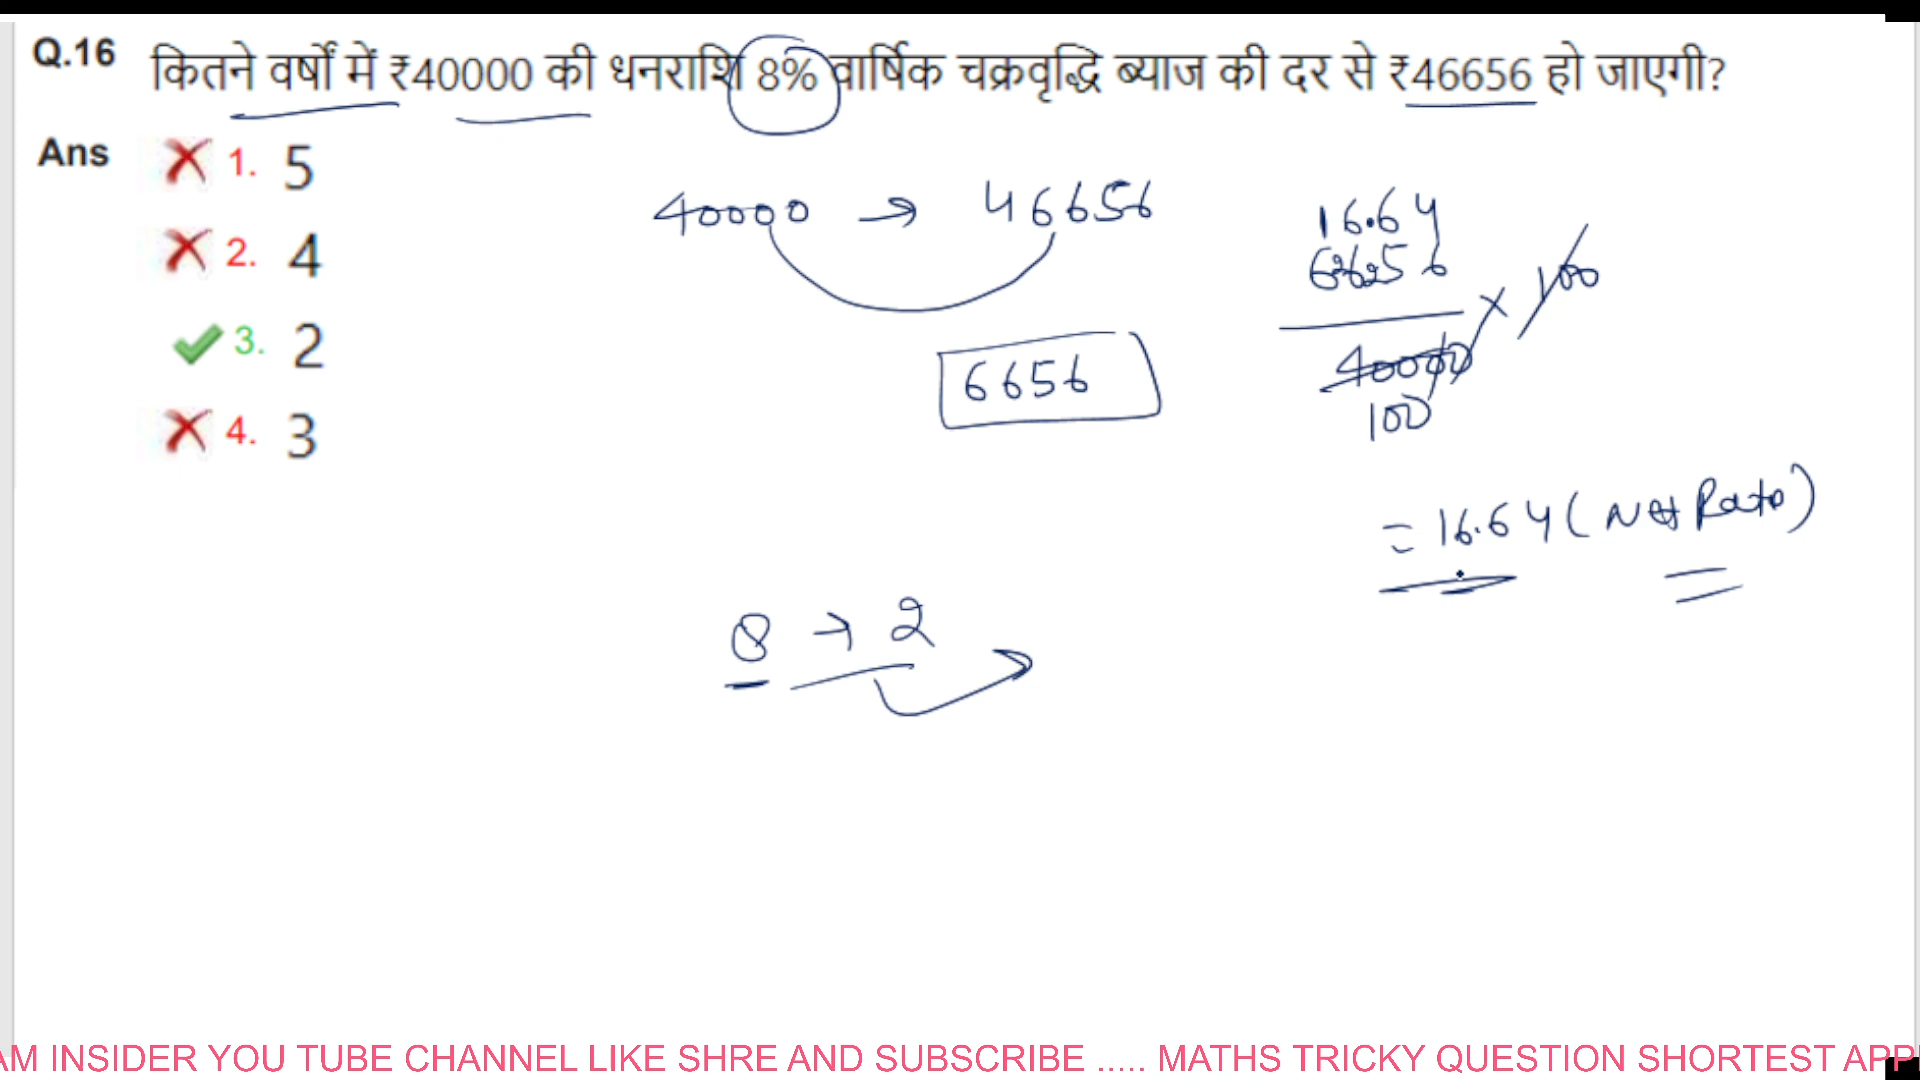 Q.16 कितने वर्षों में ₹40000 की धनराशि 8% वार्षिक चक्रवृद्धि ब्याज की दर से ₹46656 हो जाएगी?
Ans
1. 5
2. 4
3. 2
4. 3
40000 → 46656
6656
16.64
× 100
40000
100
= 16.64 (Net Rate)
8 → 2
AM INSIDER YOU TUBE CHANNEL LIKE SHRE AND SUBSCRIBE ..... MATHS TRICKY QUESTION SHORTEST APP